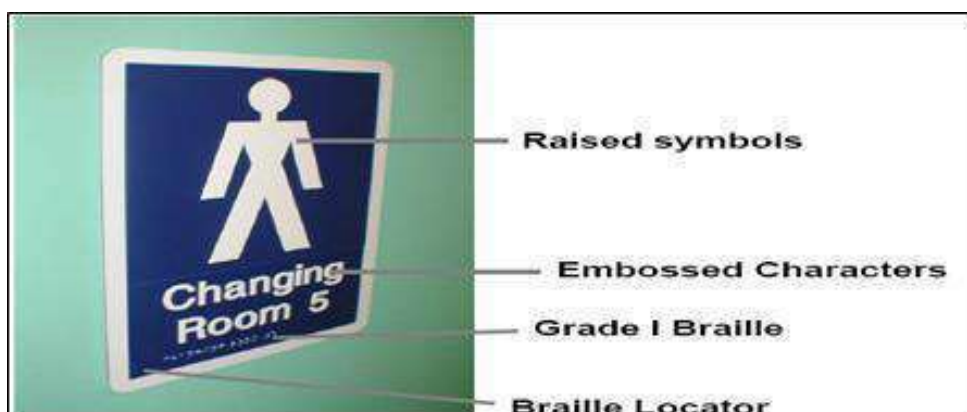 Raised symbols
Changing
Room 5
Embossed Characters
Grade I Braille
Braille Locator